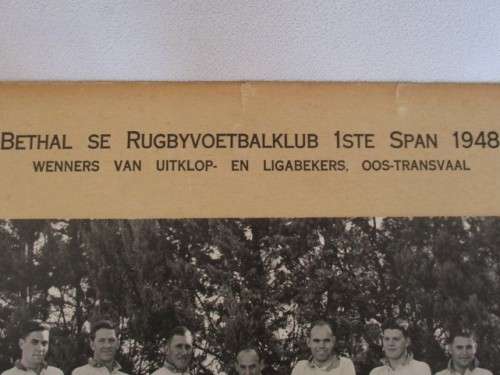 BETHAL SE RUGBYVOETBALKLUB 1STE SPAN 1948
WENNERS VAN UITKLOP- EN LIGABEKERS, OOS-TRANSVAAL